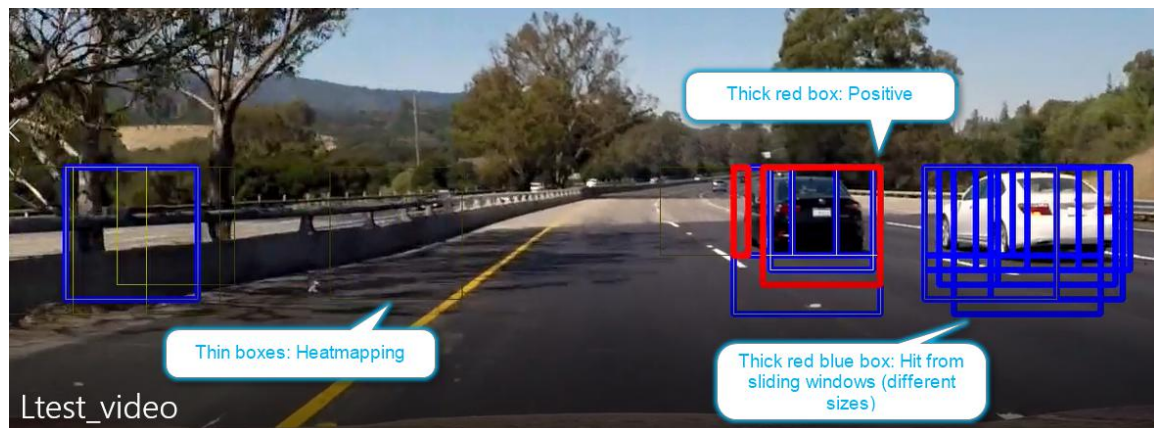 Thick red box: Positive
Thin boxes: Heatmapping
Thick red blue box: Hit from
sliding windows (different
sizes)
Ltest_video